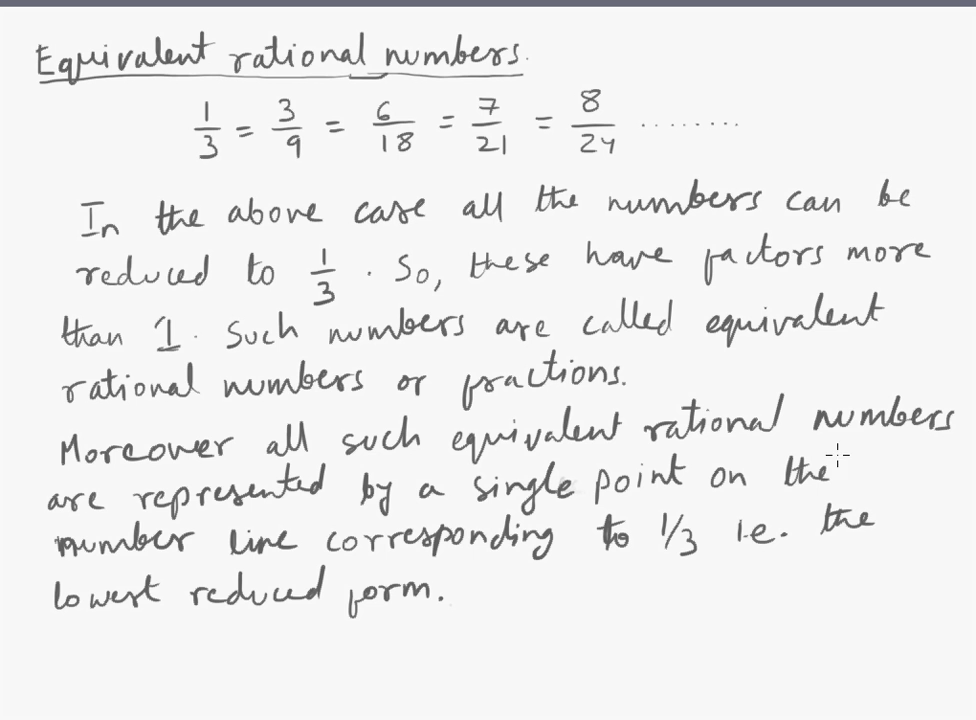 Equivalent rational numbers.
1/3 = 3/9 = 6/18 = 7/21 = 8/24 ........
In the above case all the numbers can be
reduced to 1/3 . So, these have factors more
than 1. Such numbers are called equivalent
rational numbers or fractions.
Moreover all such equivalent rational numbers
are represented by a single point on the
number line corresponding to 1/3 i.e. the
lowest reduced form.